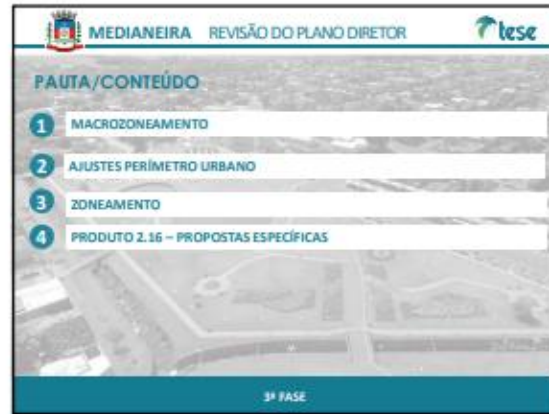 MEDIANEIRA REVISÃO DO PLANO DIRETOR tese
PAUTA/CONTEÚDO
1 MACROZONEAMENTO
2 AJUSTES PERÍMETRO URBANO
3 ZONEAMENTO
4 PRODUTO 2.16 – PROPOSTAS ESPECÍFICAS
3ª FASE